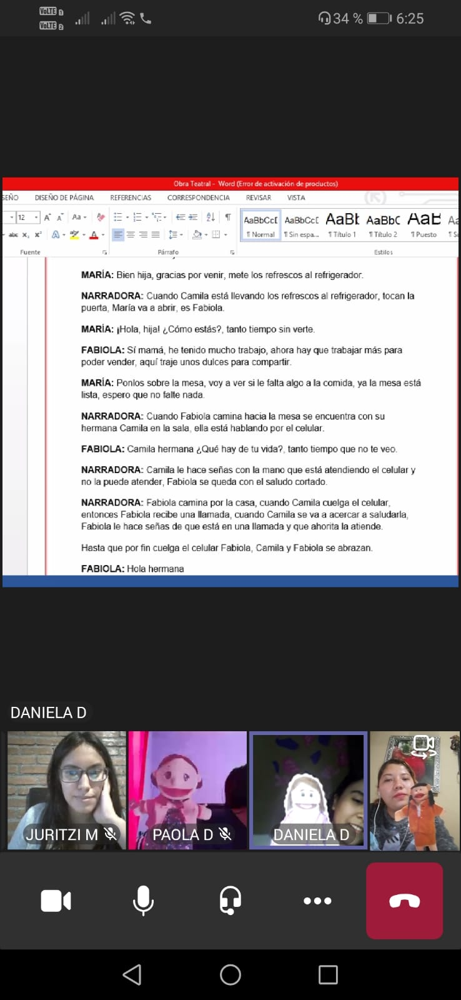 VoLTE 1
VoLTE 2
34 % 6:25
Obra Teatral - Word (Error de activación de productos)
SEÑO DISEÑO DE PÁGINA REFERENCIAS CORRESPONDENCIA REVISAR VISTA
12 A A Aa
AaBbCcD AaBbCcD AaBb AaBbC AaB Aa
abc x₂ x² A aby A
¶ Normal ¶ Sin espa... ¶ Título 1 ¶ Título 2 ¶ Puesto
Fuente Párrafo Estilos
MARÍA: Bien hija, gracias por venir, mete los refrescos al refrigerador.
NARRADORA: Cuando Camila está llevando los refrescos al refrigerador, tocan la
puerta, María va a abrir, es Fabiola.
MARÍA: ¡Hola, hija! ¿Cómo estás?, tanto tiempo sin verte.
FABIOLA: Sí mamá, he tenido mucho trabajo, ahora hay que trabajar más para
poder vender, aquí traje unos dulces para compartir.
MARÍA: Ponlos sobre la mesa, voy a ver si le falta algo a la comida, ya la mesa está
lista, espero que no falte nada.
NARRADORA: Cuando Fabiola camina hacia la mesa se encuentra con su
hermana Camila en la sala, ella está hablando por el celular.
FABIOLA: Camila hermana ¿Qué hay de tu vida?, tanto tiempo que no te veo.
NARRADORA: Camila le hace señas con la mano que está atendiendo el celular y
no la puede atender, Fabiola se queda con el saludo cortado.
NARRADORA: Fabiola camina por la casa, cuando Camila cuelga el celular,
entonces Fabiola recibe una llamada, cuando Camila se va a acercar a saludarla,
Fabiola le hace señas de que está en una llamada y que ahorita la atiende.
Hasta que por fin cuelga el celular Fabiola, Camila y Fabiola se abrazan.
FABIOLA: Hola hermana
DANIELA D
JURITZI M
PAOLA D
DANIELA D